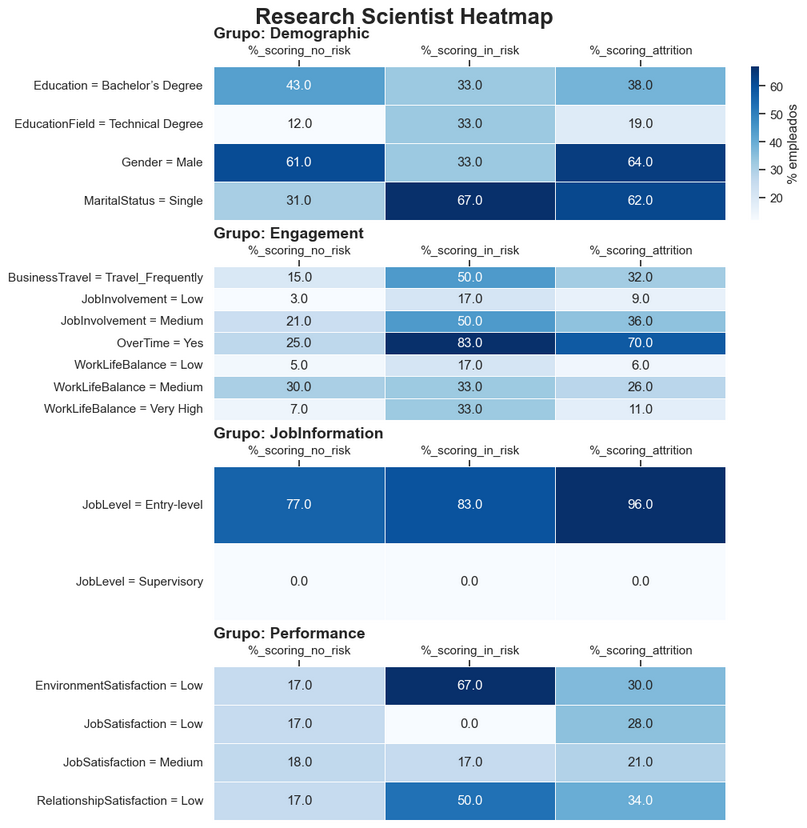 Research Scientist Heatmap
Grupo: Demographic
%_scoring_no_risk %_scoring_in_risk %_scoring_attrition
Education = Bachelor’s Degree 43.0 33.0 38.0
EducationField = Technical Degree 12.0 33.0 19.0
Gender = Male 61.0 33.0 64.0
MaritalStatus = Single 31.0 67.0 62.0
60
50
40
30
20
% empleados
Grupo: Engagement
%_scoring_no_risk %_scoring_in_risk %_scoring_attrition
BusinessTravel = Travel_Frequently 15.0 50.0 32.0
JobInvolvement = Low 3.0 17.0 9.0
JobInvolvement = Medium 21.0 50.0 36.0
OverTime = Yes 25.0 83.0 70.0
WorkLifeBalance = Low 5.0 17.0 6.0
WorkLifeBalance = Medium 30.0 33.0 26.0
WorkLifeBalance = Very High 7.0 33.0 11.0
Grupo: JobInformation
%_scoring_no_risk %_scoring_in_risk %_scoring_attrition
JobLevel = Entry-level 77.0 83.0 96.0
JobLevel = Supervisory 0.0 0.0 0.0
Grupo: Performance
%_scoring_no_risk %_scoring_in_risk %_scoring_attrition
EnvironmentSatisfaction = Low 17.0 67.0 30.0
JobSatisfaction = Low 17.0 0.0 28.0
JobSatisfaction = Medium 18.0 17.0 21.0
RelationshipSatisfaction = Low 17.0 50.0 34.0